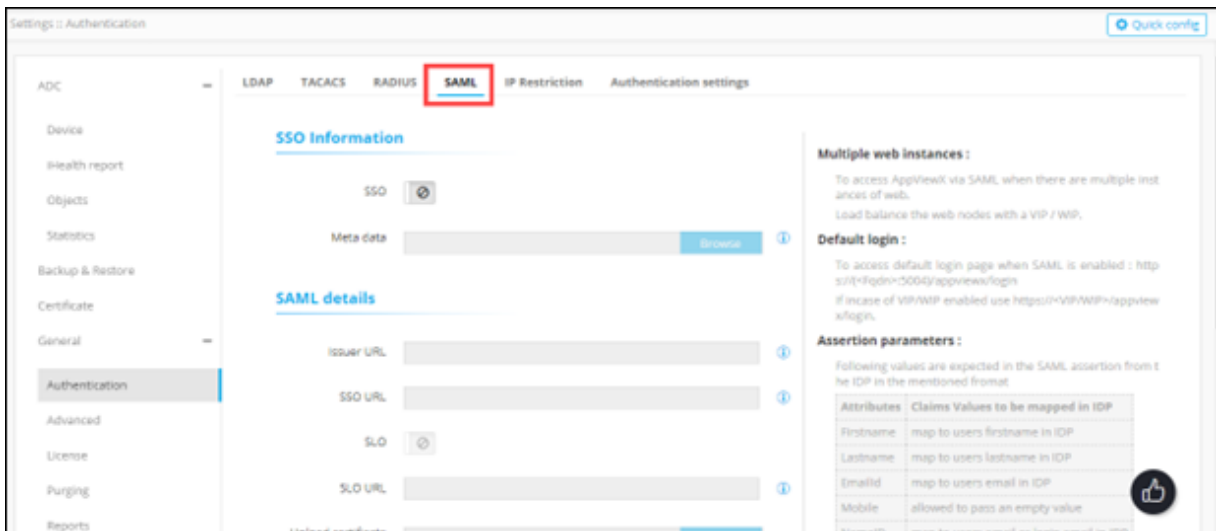 Settings :: Authentication
Quick config
ADC
Device
iHealth report
Objects
Statistics
Backup & Restore
Certificate
General
Authentication
Advanced
License
Purging
Reports
LDAP TACACS RADIUS SAML IP Restriction Authentication settings
SSO Information
SSO
Meta data
Browse
SAML details
Issuer URL
SSO URL
SLO
SLO URL
Upload certificate
Multiple web instances :
To access AppViewX via SAML when there are multiple inst
ances of web.
Load balance the web nodes with a VIP / WIP.
Default login :
To access default login page when SAML is enabled : http
s://(<Fqdn>:5004)/appviewx/login
If incase of VIP/WIP enabled use https://<VIP/WIP>/appview
x/login.
Assertion parameters :
Following values are expected in the SAML assertion from t
he IDP in the mentioned fromat
Attributes Claims Values to be mapped in IDP
Firstname map to users firstname in IDP
Lastname map to users lastname in IDP
EmailId map to users email in IDP
Mobile allowed to pass an empty value